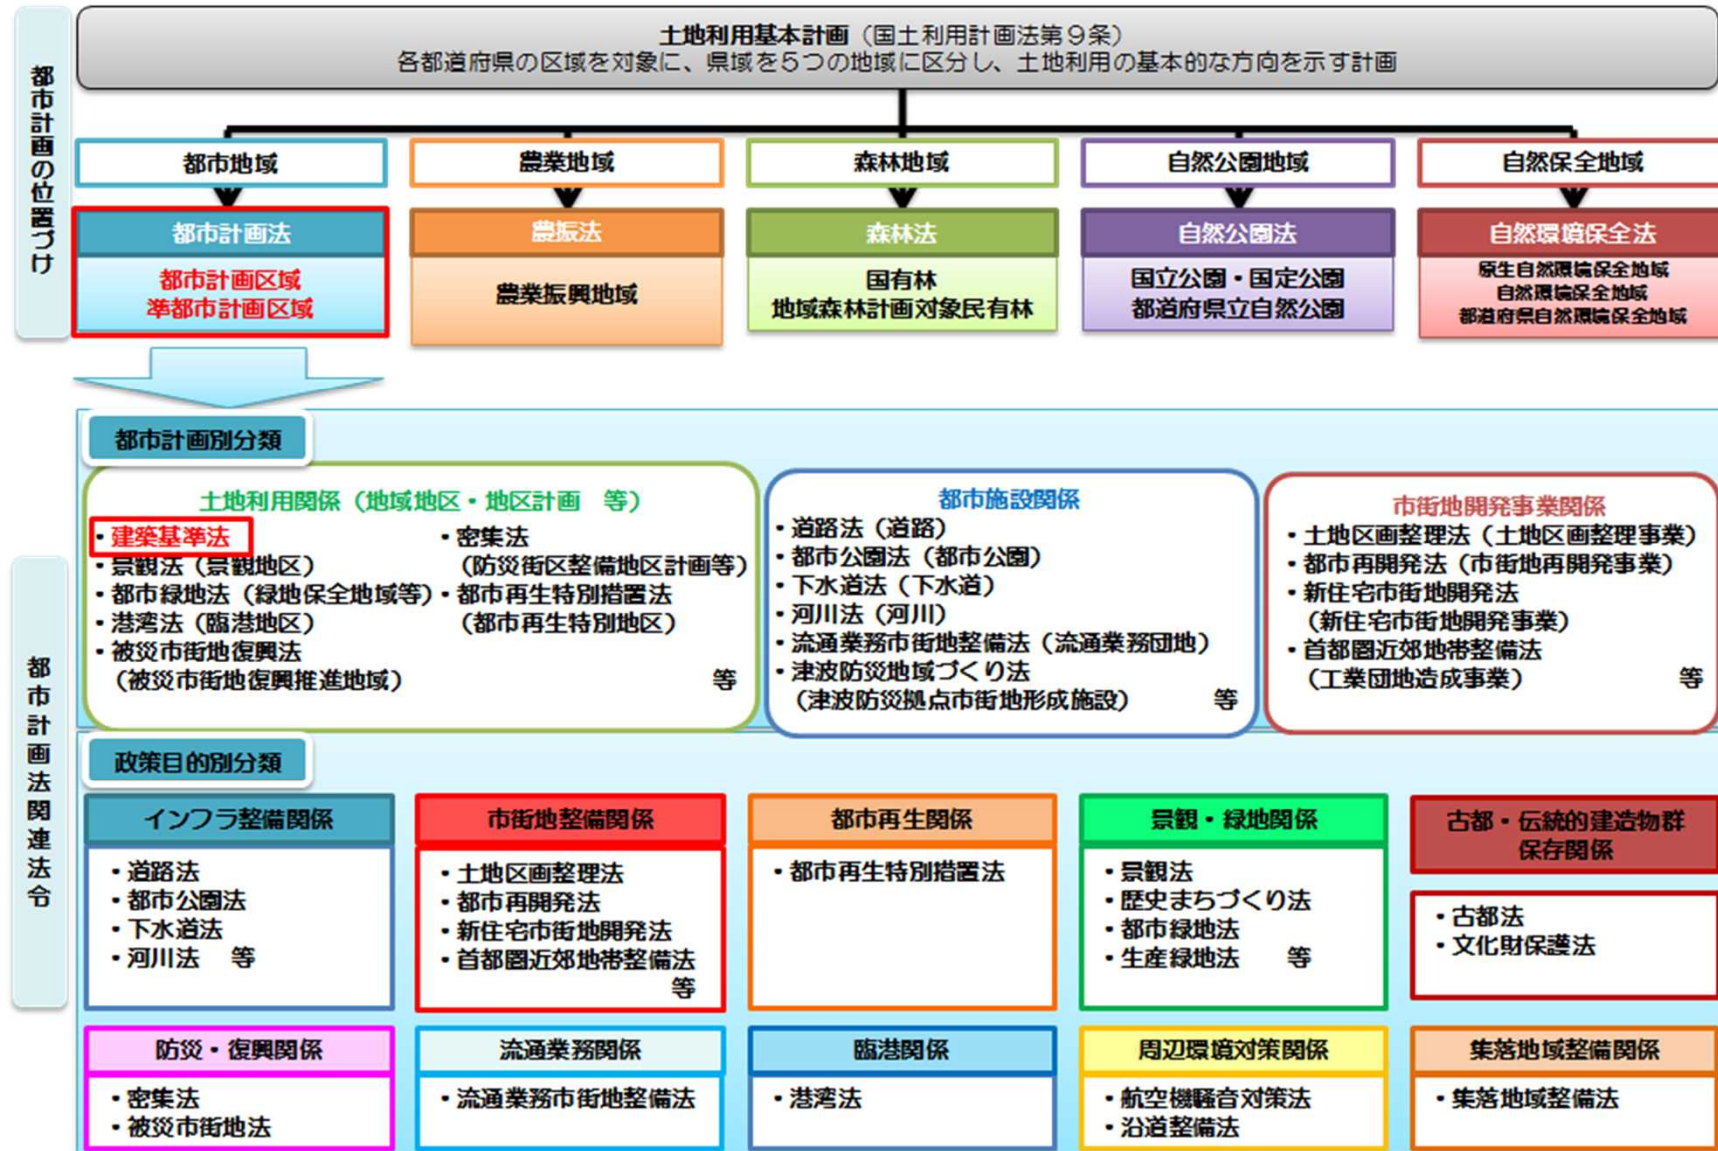 都市計画の位置づけ
土地利用基本計画（国土利用計画法第９条）
各都道府県の区域を対象に、県域を５つの地域に区分し、土地利用の基本的な方向を示す計画
都市地域
都市計画法
都市計画区域
準都市計画区域
農業地域
農振法
農業振興地域
森林地域
森林法
国有林
地域森林計画対象民有林
自然公園地域
自然公園法
国立公園・国定公園
都道府県立自然公園
自然保全地域
自然環境保全法
原生自然環境保全地域
自然環境保全地域
都道府県自然環境保全地域
都市計画法関連法令
都市計画別分類
土地利用関係（地域地区・地区計画　等）
・建築基準法
・景観法（景観地区）
・都市緑地法（緑地保全地域等）
・港湾法（臨港地区）
・被災市街地復興法
（被災市街地復興推進地域）
・密集法
（防災街区整備地区計画等）
・都市再生特別措置法
（都市再生特別地区）
等
都市施設関係
・道路法（道路）
・都市公園法（都市公園）
・下水道法（下水道）
・河川法（河川）
・流通業務市街地整備法（流通業務団地）
・津波防災地域づくり法
（津波防災拠点市街地形成施設）　等
市街地開発事業関係
・土地区画整理法（土地区画整理事業）
・都市再開発法（市街地再開発事業）
・新住宅市街地開発法
（新住宅市街地開発事業）
・首都圏近郊地帯整備法
（工業団地造成事業）　等
政策目的別分類
インフラ整備関係
・道路法
・都市公園法
・下水道法
・河川法　等
市街地整備関係
・土地区画整理法
・都市再開発法
・新住宅市街地開発法
・首都圏近郊地帯整備法
等
都市再生関係
・都市再生特別措置法
景観・緑地関係
・景観法
・歴史まちづくり法
・都市緑地法
・生産緑地法　等
古都・伝統的建造物群
保存関係
・古都法
・文化財保護法
防災・復興関係
・密集法
・被災市街地法
流通業務関係
・流通業務市街地整備法
臨港関係
・港湾法
周辺環境対策関係
・航空機騒音対策法
・沿道整備法
集落地域整備関係
・集落地域整備法